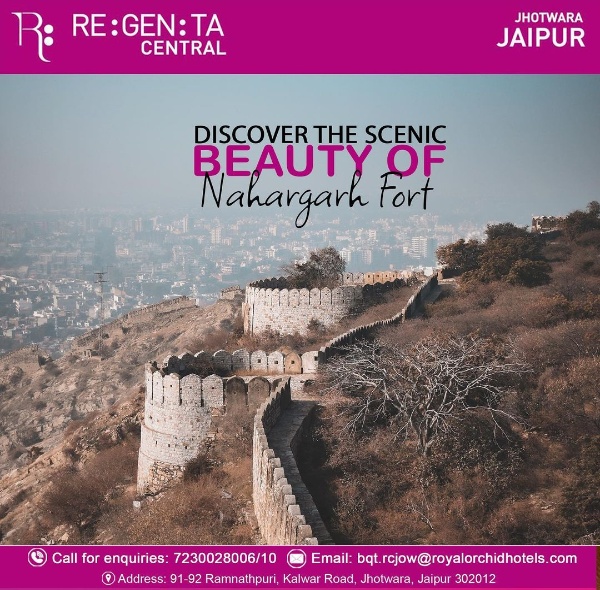 RE:GEN:TA
CENTRAL
JHOTWARA
JAIPUR
DISCOVER THE SCENIC
BEAUTY OF
Nahargarh Fort
Call for enquiries: 7230028006/10 Email: bqt.rcjow@royalorchidhotels.com
Address: 91-92 Ramnathpuri, Kalwar Road, Jhotwara, Jaipur 302012